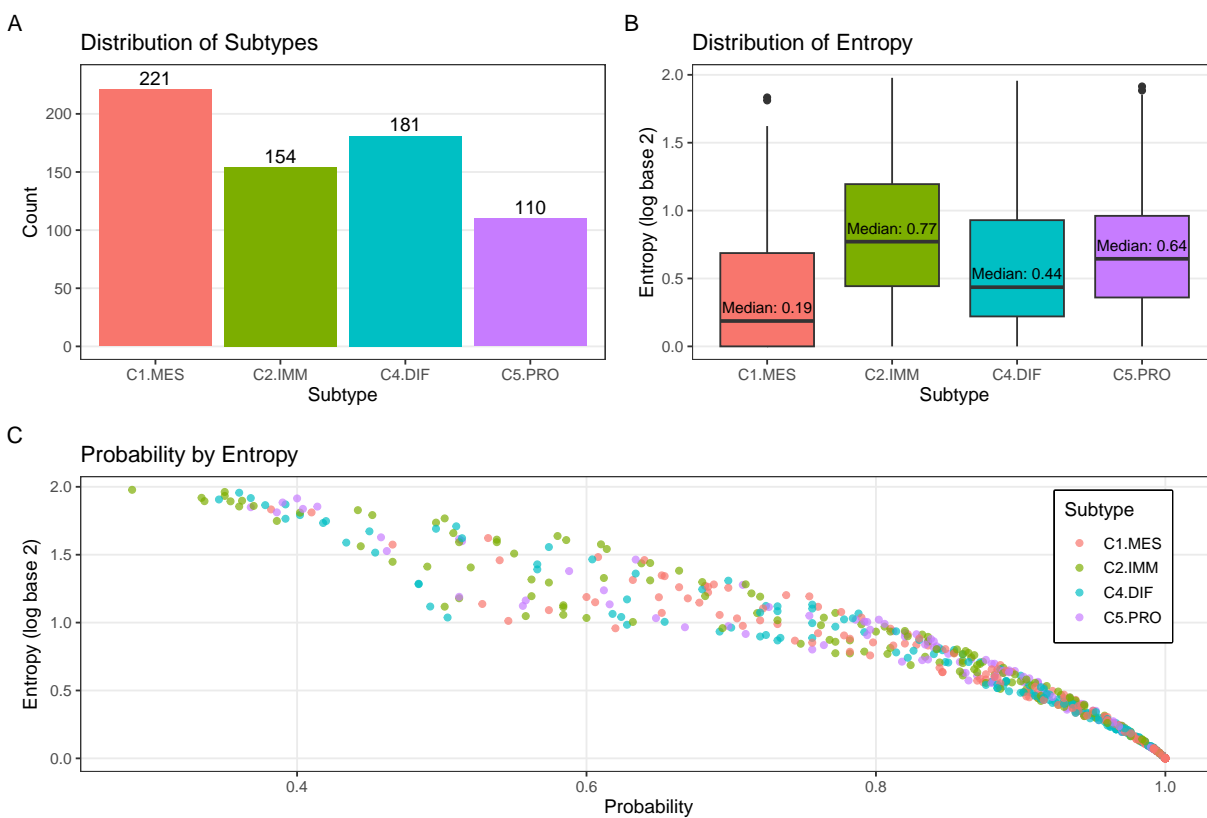 A
Distribution of Subtypes
221
154
181
110
200
150
100
50
0
Count
C1.MES
C2.IMM
C4.DIF
C5.PRO
Subtype
B
Distribution of Entropy
2.0
1.5
1.0
0.5
0.0
Entropy (log base 2)
Median: 0.19
Median: 0.77
Median: 0.44
Median: 0.64
C1.MES
C2.IMM
C4.DIF
C5.PRO
Subtype
C
Probability by Entropy
2.0
1.5
1.0
0.5
0.0
Entropy (log base 2)
Subtype
C1.MES
C2.IMM
C4.DIF
C5.PRO
0.4
0.6
0.8
1.0
Probability